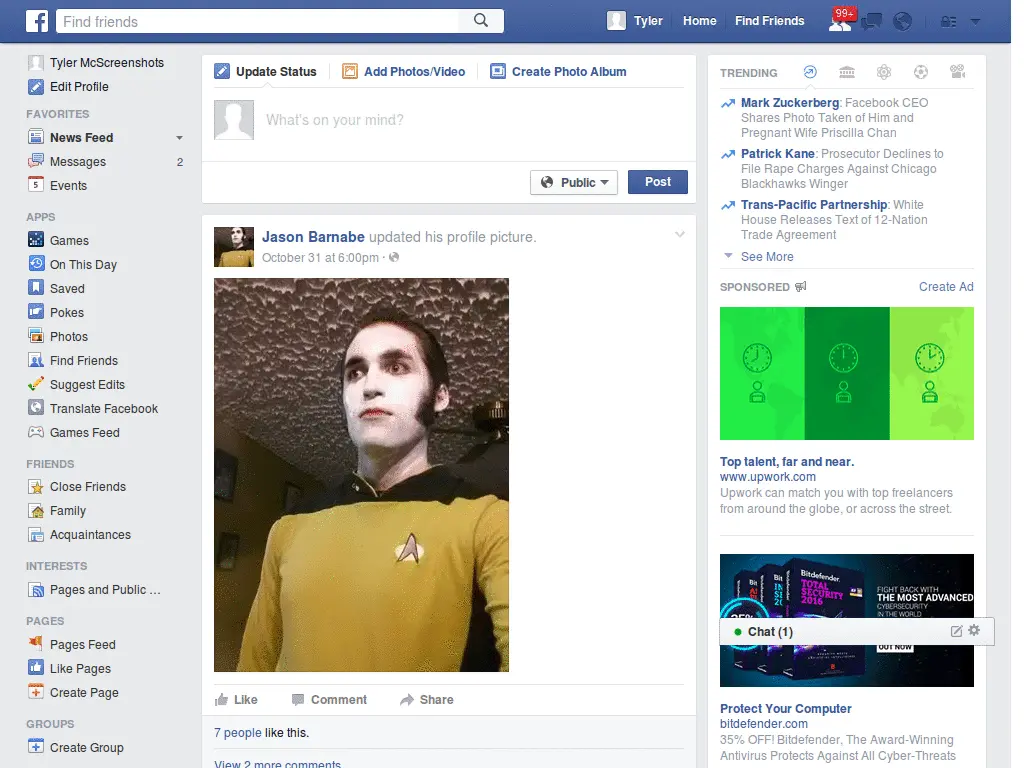 Find friends
Tyler
Home
Find Friends
99+
Tyler McScreenshots
Edit Profile
FAVORITES
News Feed
Messages 2
5 Events
APPS
Games
On This Day
Saved
Pokes
Photos
Find Friends
Suggest Edits
Translate Facebook
Games Feed
FRIENDS
Close Friends
Family
Acquaintances
INTERESTS
Pages and Public ...
PAGES
Pages Feed
Like Pages
Create Page
GROUPS
Create Group
Update Status
Add Photos/Video
Create Photo Album
What's on your mind?
Public
Post
Jason Barnabe updated his profile picture.
October 31 at 6:00pm ·
Like
Comment
Share
7 people like this.
View 2 more comments
TRENDING
Mark Zuckerberg: Facebook CEO
Shares Photo Taken of Him and
Pregnant Wife Priscilla Chan
Patrick Kane: Prosecutor Declines to
File Rape Charges Against Chicago
Blackhawks Winger
Trans-Pacific Partnership: White
House Releases Text of 12-Nation
Trade Agreement
See More
SPONSORED
Create Ad
Top talent, far and near.
www.upwork.com
Upwork can match you with top freelancers
from around the globe, or across the street.
Bitdefender
TOTAL
SECURITY
2016
FIGHT BACK WITH
THE MOST ADVANCED
CYBERSECURITY
IN THE WORLD
Chat (1)
OUT NOW
Protect Your Computer
bitdefender.com
35% OFF! Bitdefender, The Award-Winning
Antivirus Protects Against All Cyber-Threats